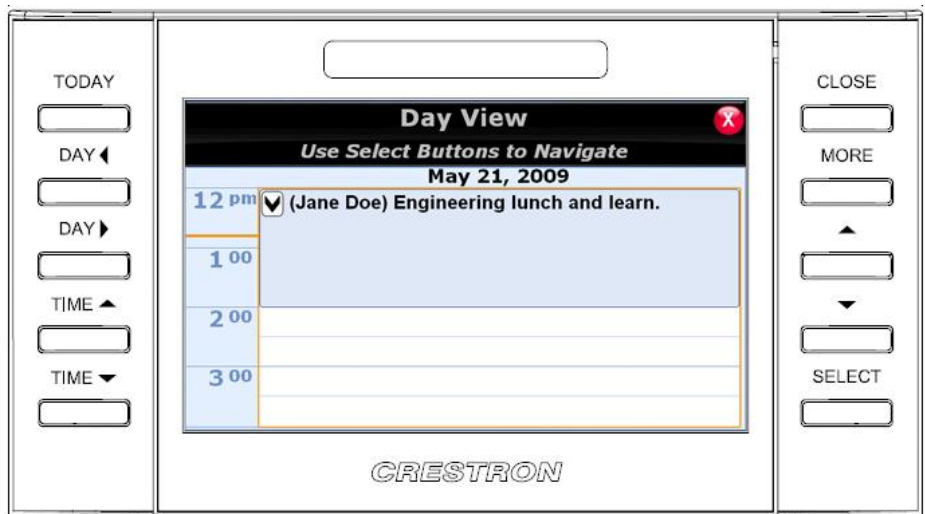 TODAY
DAY
DAY
TIME
TIME
Day View
X
Use Select Buttons to Navigate
May 21, 2009
12 pm
(Jane Doe) Engineering lunch and learn.
1 00
2 00
3 00
CLOSE
MORE
SELECT
CRESTRON